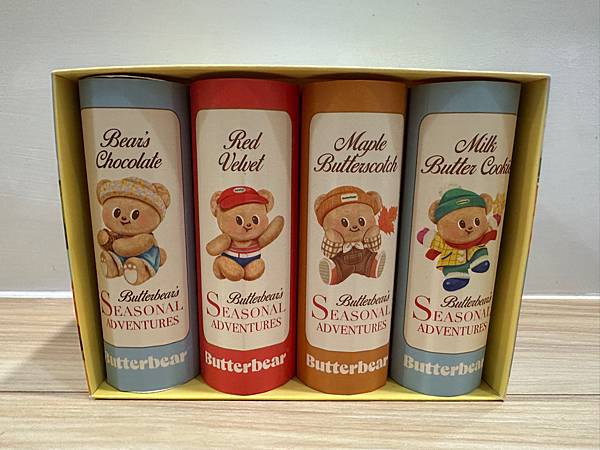 Bear's
Chocolate
Butterbear's
SEASONAL
ADVENTURES
Butterbear
Red
Velvet
Butterbear's
SEASONAL
ADVENTURES
Butterbear
Maple
Butterscotch
Butterbear's
SEASONAL
ADVENTURES
Butterbear
Milk
Butter Cookie
Butterbear's
SEASONAL
ADVENTURES
Butterbear